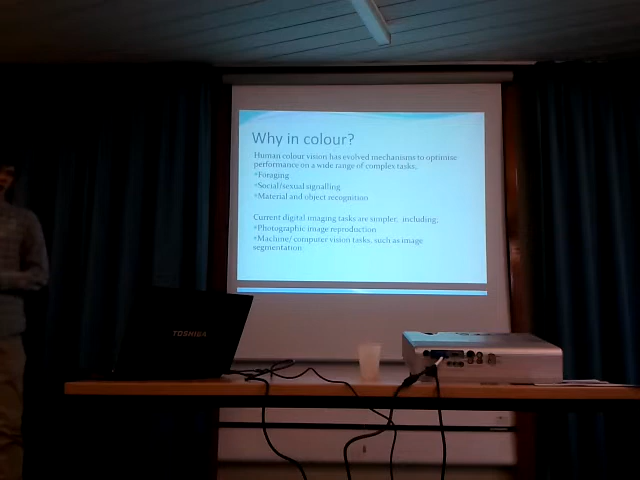 Why in colour?
Human colour vision has evolved mechanisms to optimise
performance on a wide range of complex tasks.
Foraging
Social/sexual signalling
Material and object recognition
Current digital imaging tasks are simpler, including;
Photographic image reproduction
Machine/ computer vision tasks, such as image
segmentation
TOSHIBA